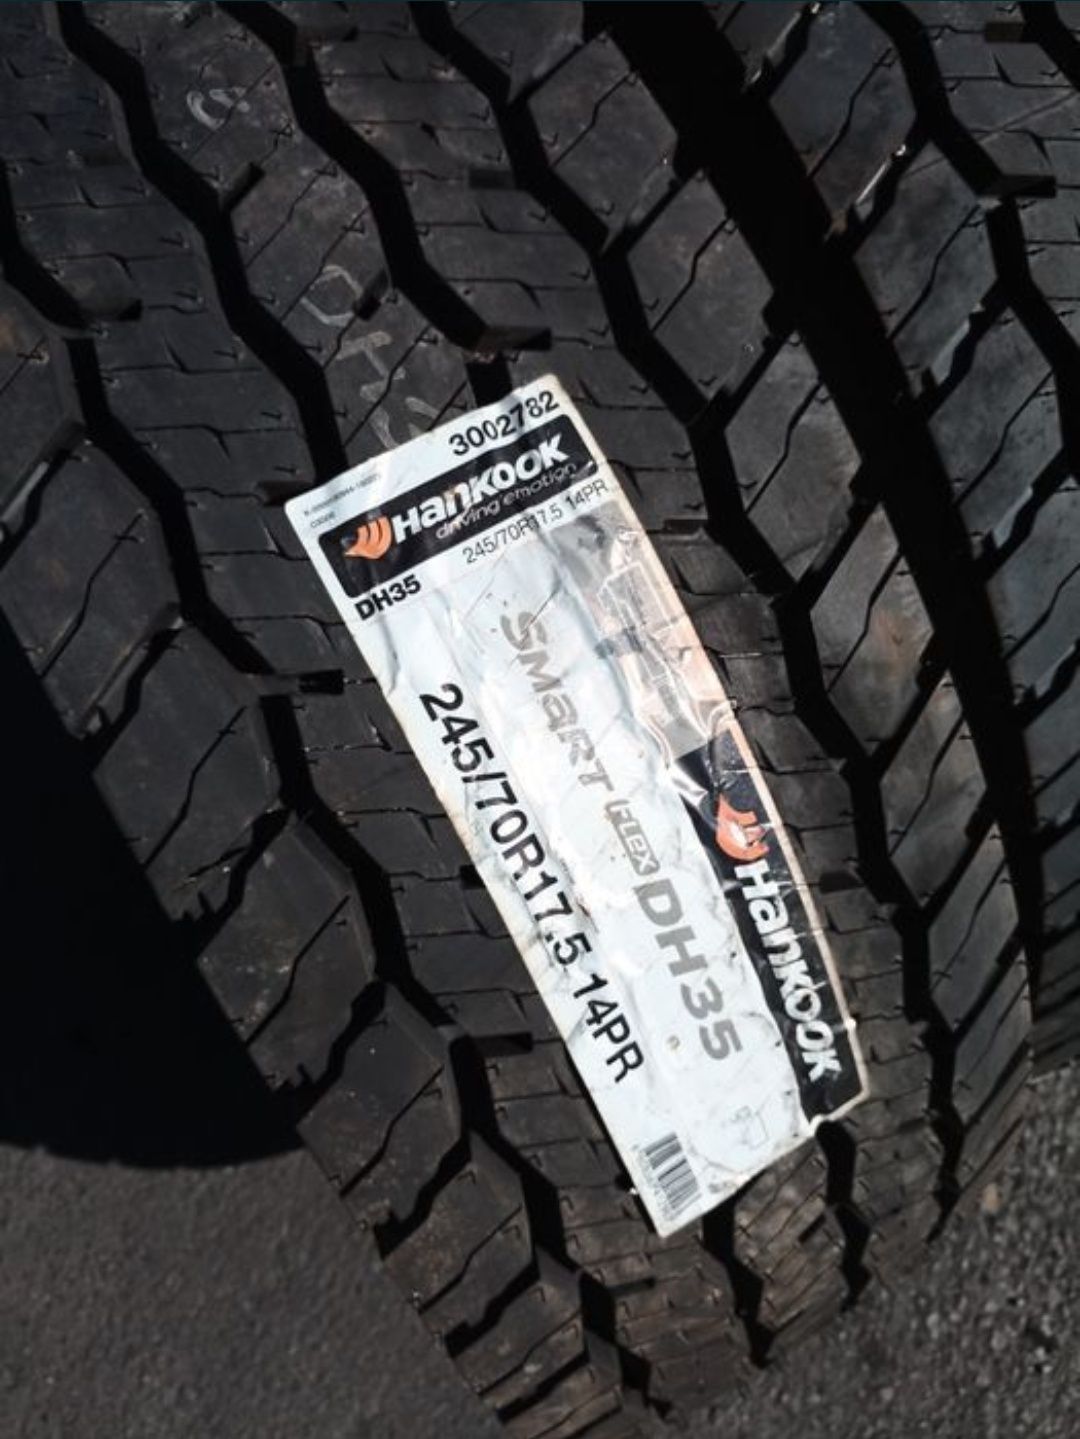 3002782
Hankook
driving emotion
245/70R17.5 14PR
DH35
SMART FLEX DH35
245/70R17.5 14PR
Hankook